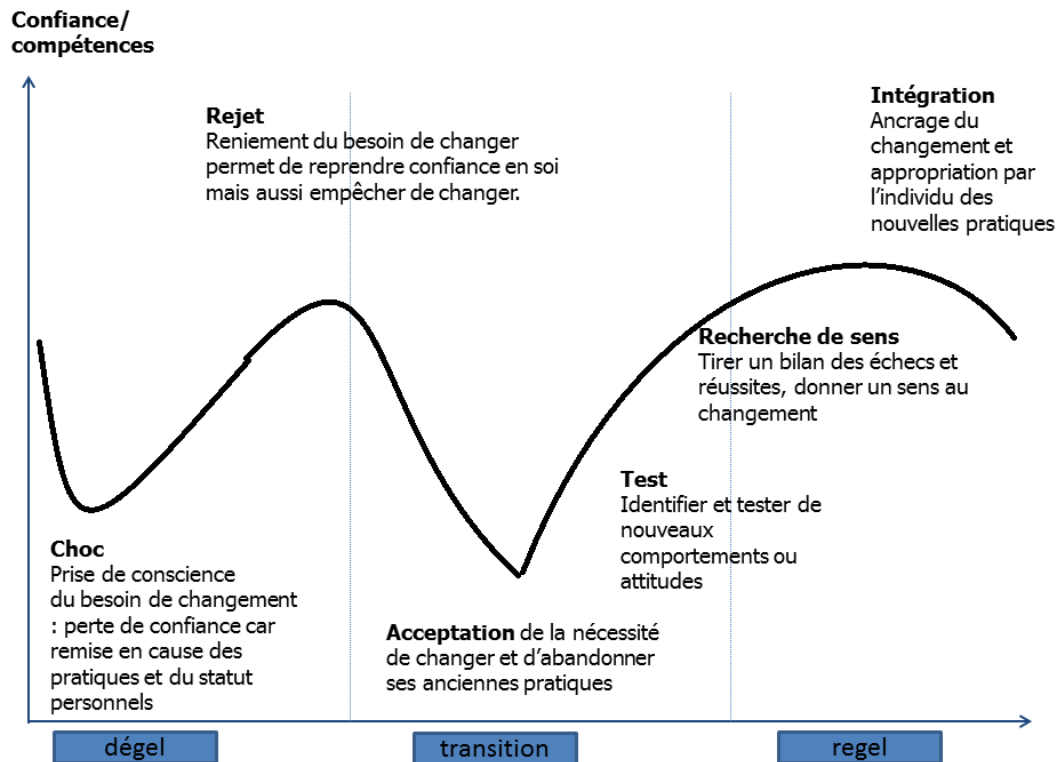 Confiance/
compétences
Rejet
Reniement du besoin de changer
permet de reprendre confiance en soi
mais aussi empêcher de changer.
Intégration
Ancrage du
changement et
appropriation par
l'individu des
nouvelles pratiques
Recherche de sens
Tirer un bilan des échecs et
réussites, donner un sens au
changement
Test
Identifier et tester de
nouveaux
comportements ou
attitudes
Choc
Prise de conscience
du besoin de changement
: perte de confiance car
remise en cause des
pratiques et du statut
personnels
Acceptation de la nécessité
de changer et d'abandonner
ses anciennes pratiques
dégel
transition
regel